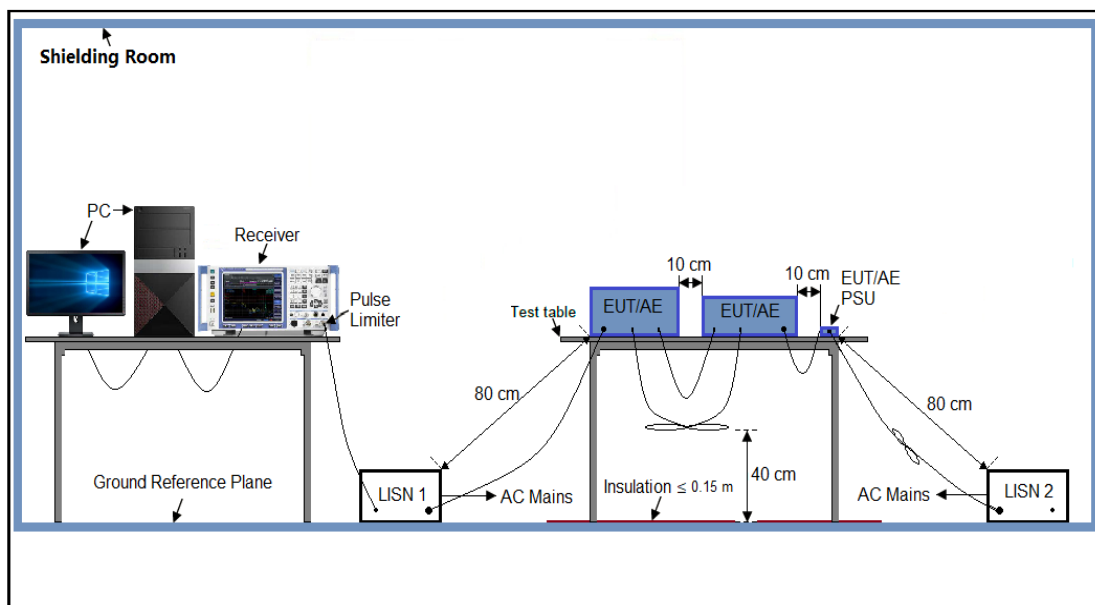 Shielding Room
PC
Receiver
Pulse
Limiter
10 cm
10 cm
EUT/AE
PSU
Test table
EUT/AE
EUT/AE
80 cm
80 cm
40 cm
Ground Reference Plane
LISN 1
AC Mains
Insulation ≤ 0.15 m
AC Mains
LISN 2